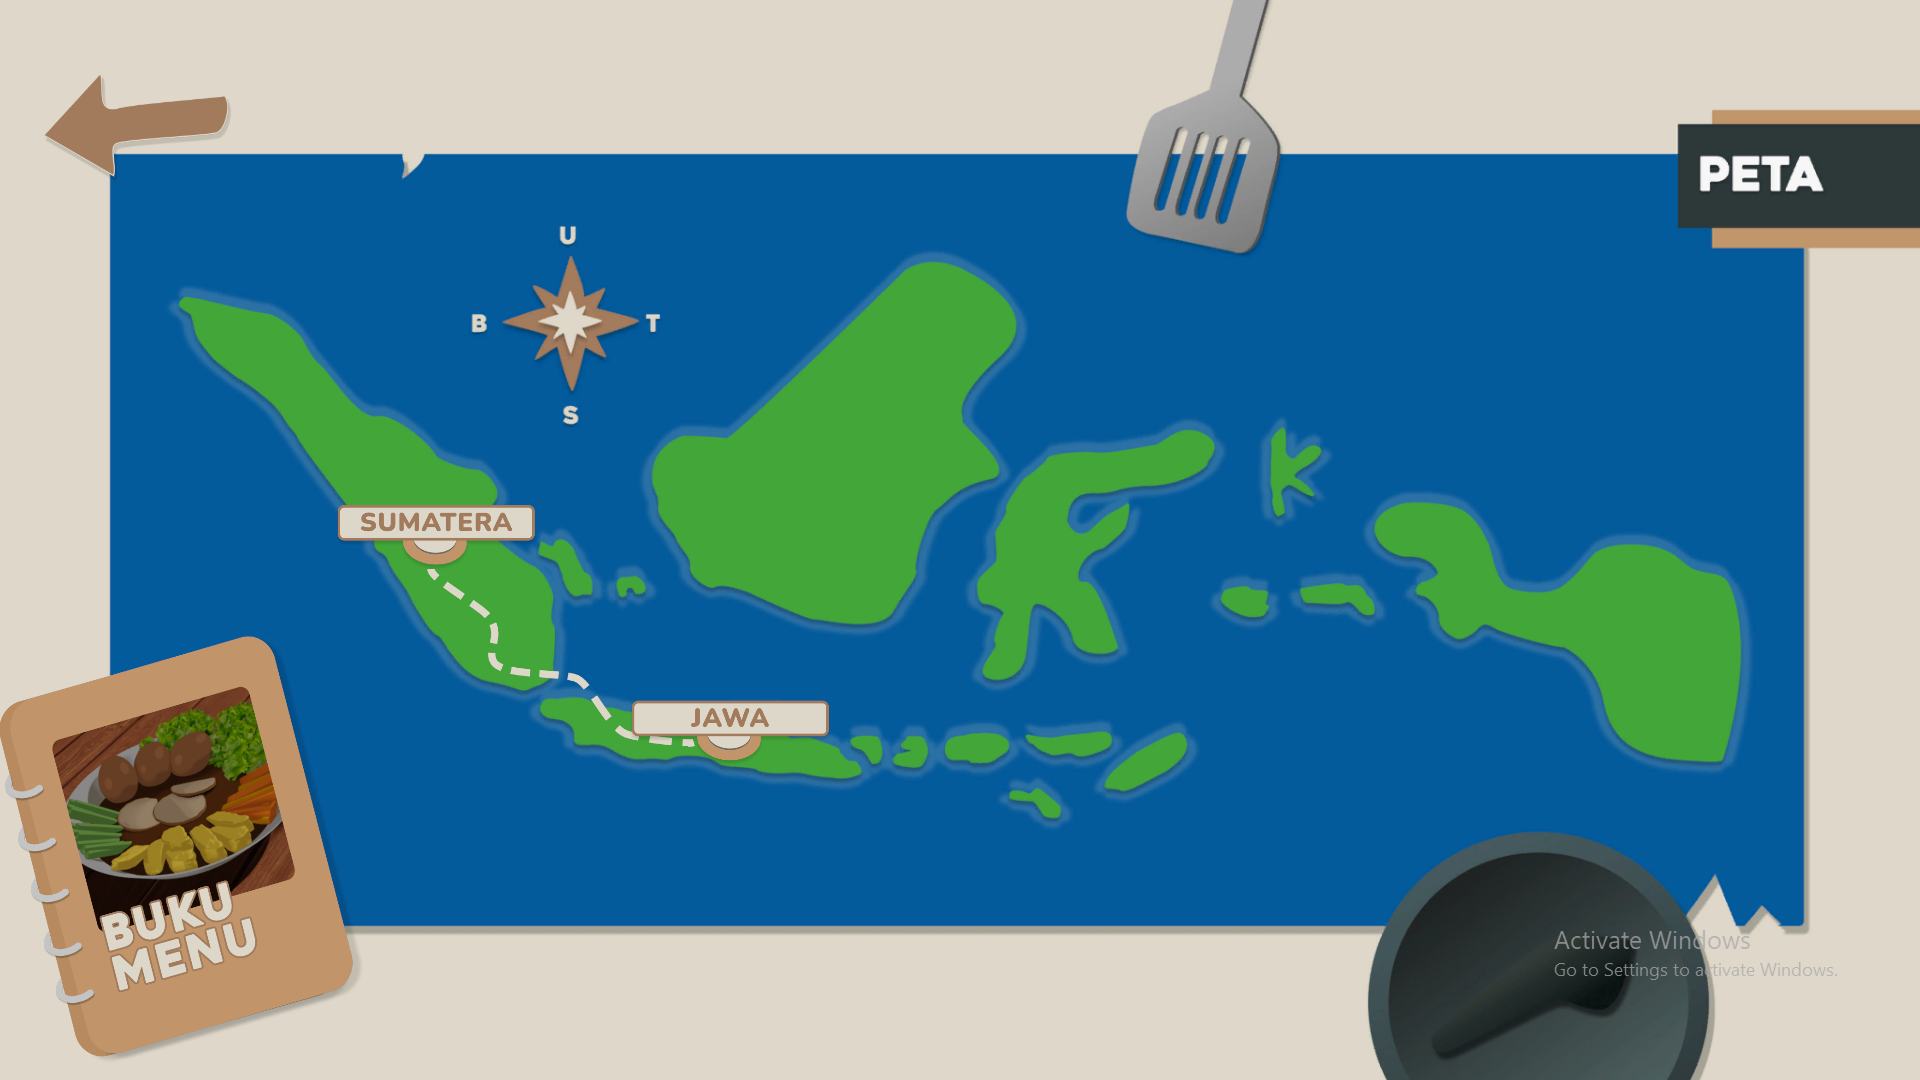 PETA
U
B
T
S
SUMATERA
JAWA
BUKU
MENU
Activate Windows
Go to Settings to activate Windows.